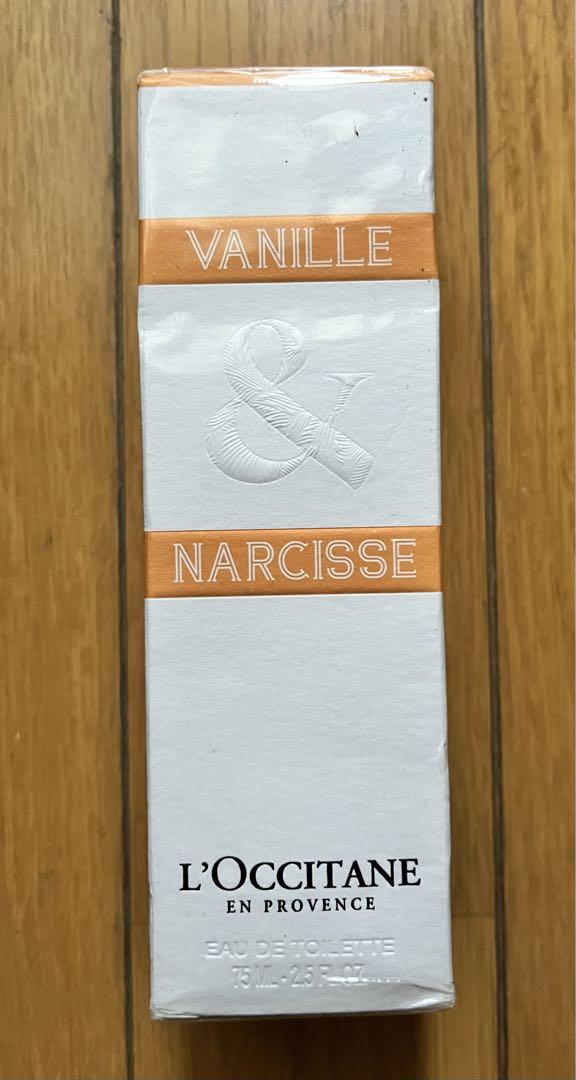 VANILLE
&
NARCISSE
L'OCCITANE
EN PROVENCE
EAU DE TOILETTE
75 ML - 2.5 FL.OZ.